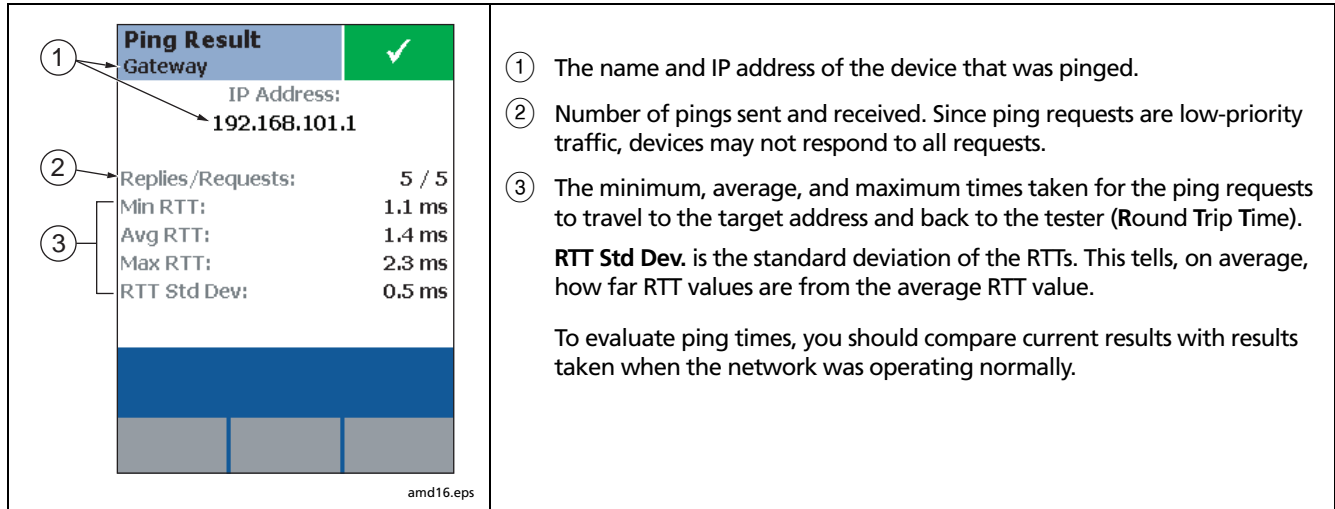 1
Ping Result
Gateway
✓
IP Address:
192.168.101.1
2
Replies/Requests: 5 / 5
3
Min RTT: 1.1 ms
Avg RTT: 1.4 ms
Max RTT: 2.3 ms
RTT Std Dev: 0.5 ms
amd16.eps
1 The name and IP address of the device that was pinged.
2 Number of pings sent and received. Since ping requests are low-priority
traffic, devices may not respond to all requests.
3 The minimum, average, and maximum times taken for the ping requests
to travel to the target address and back to the tester (Round Trip Time).
RTT Std Dev. is the standard deviation of the RTTs. This tells, on average,
how far RTT values are from the average RTT value.
To evaluate ping times, you should compare current results with results
taken when the network was operating normally.